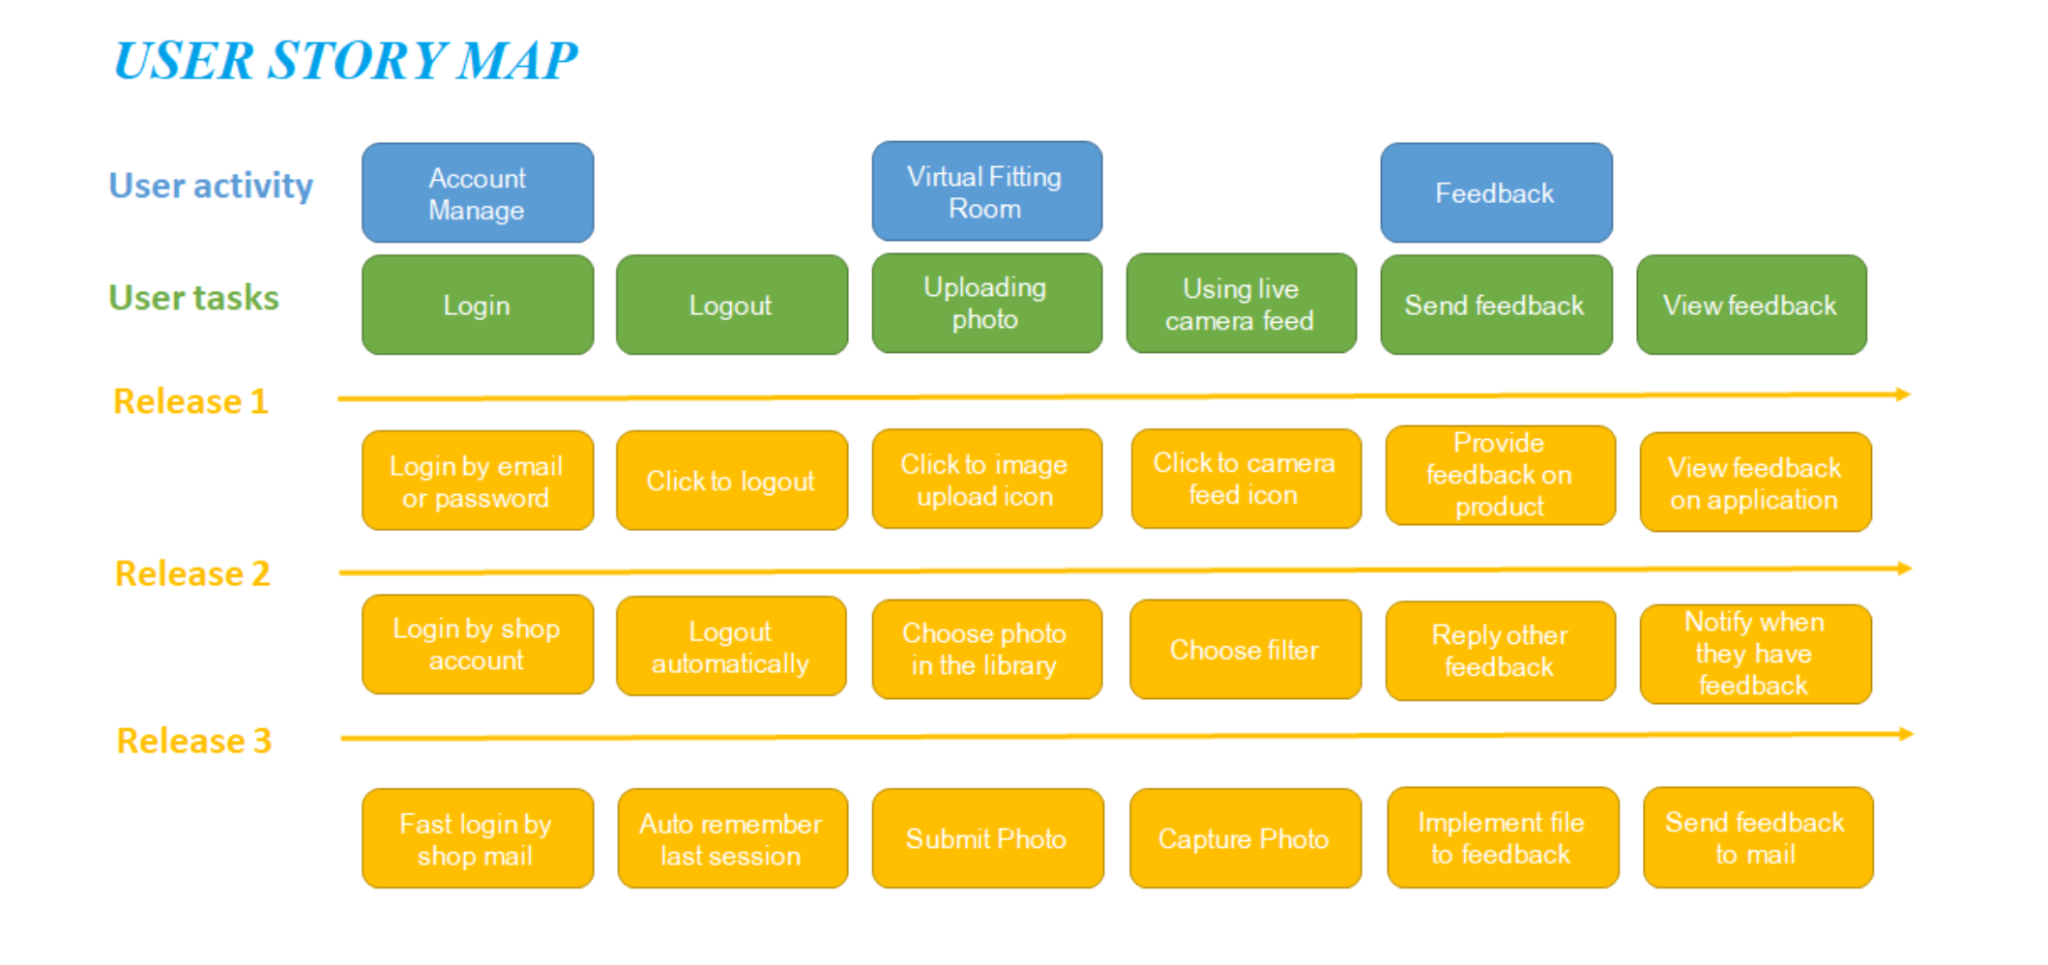 USER STORY MAP
User activity
Account
Manage
Virtual Fitting
Room
Feedback
User tasks
Login
Logout
Uploading
photo
Using live
camera feed
Send feedback
View feedback
Release 1
Login by email
or password
Click to logout
Click to image
upload icon
Click to camera
feed icon
Provide
feedback on
product
View feedback
on application
Release 2
Login by shop
account
Logout
automatically
Choose photo
in the library
Choose filter
Reply other
feedback
Notify when
they have
feedback
Release 3
Fast login by
shop mail
Auto remember
last session
Submit Photo
Capture Photo
Implement file
to feedback
Send feedback
to mail